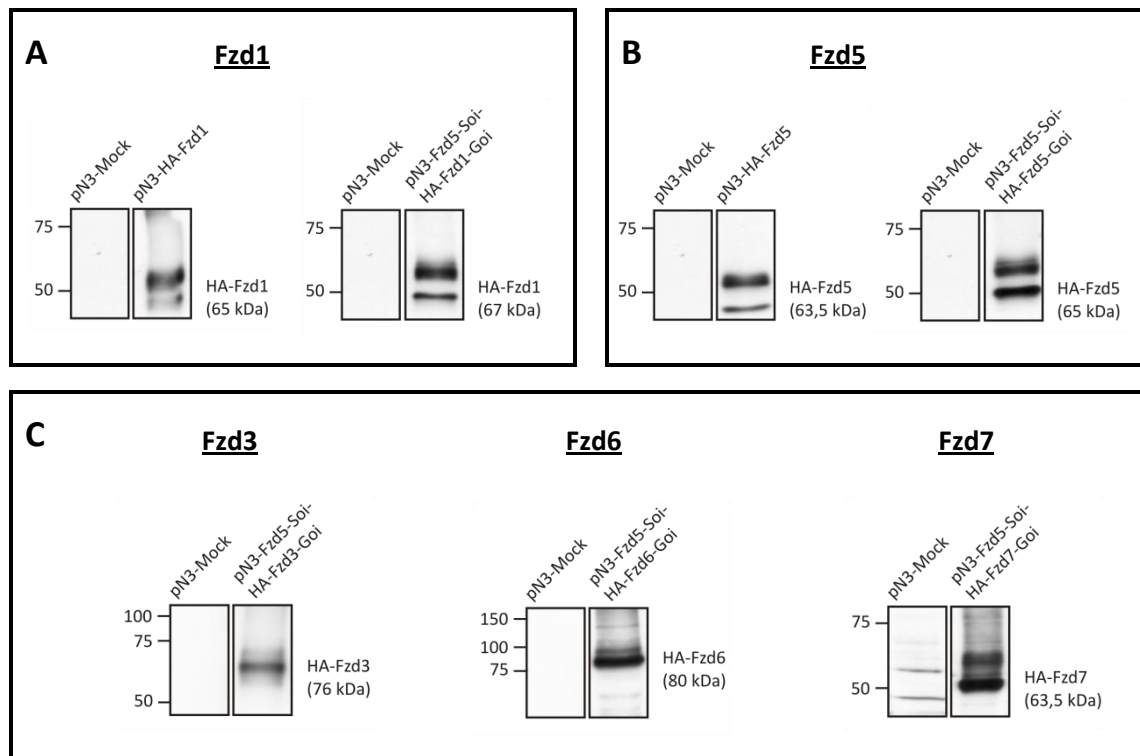 A
Fzd1
pN3-Mock
pN3-HA-Fzd1
75
50
HA-Fzd1
(65 kDa)
pN3-Mock
pN3-Fzd5-Soi-
HA-Fzd1-Goi
75
50
HA-Fzd1
(67 kDa)
B
Fzd5
pN3-Mock
pN3-HA-Fzd5
75
50
HA-Fzd5
(63,5 kDa)
pN3-Mock
pN3-Fzd5-Soi-
HA-Fzd5-Goi
75
50
HA-Fzd5
(65 kDa)
C
Fzd3
pN3-Mock
pN3-Fzd5-Soi-
HA-Fzd3-Goi
100
75
50
HA-Fzd3
(76 kDa)
Fzd6
pN3-Mock
pN3-Fzd5-Soi-
HA-Fzd6-Goi
150
100
75
HA-Fzd6
(80 kDa)
Fzd7
pN3-Mock
pN3-Fzd5-Soi-
HA-Fzd7-Goi
75
50
HA-Fzd7
(63,5 kDa)